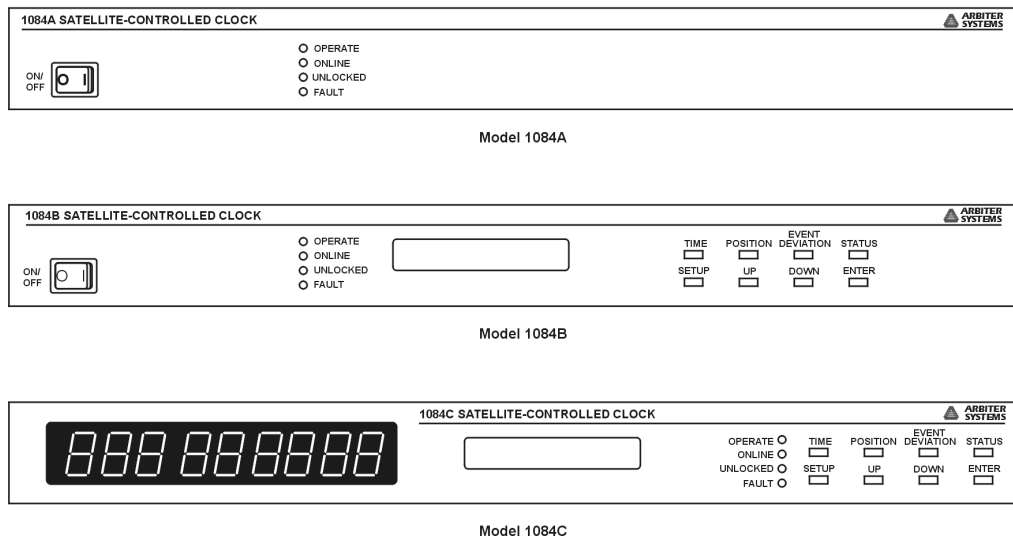 1084A SATELLITE-CONTROLLED CLOCK
ARBITER
SYSTEMS
OPERATE
ONLINE
UNLOCKED
FAULT
ON/
OFF
O I
Model 1084A
1084B SATELLITE-CONTROLLED CLOCK
ARBITER
SYSTEMS
OPERATE
ONLINE
UNLOCKED
FAULT
ON/
OFF
O I
TIME POSITION EVENT DEVIATION STATUS
SETUP UP DOWN ENTER
Model 1084B
1084C SATELLITE-CONTROLLED CLOCK
ARBITER
SYSTEMS
888 888888
OPERATE
ONLINE
UNLOCKED
FAULT
TIME POSITION EVENT DEVIATION STATUS
SETUP UP DOWN ENTER
Model 1084C